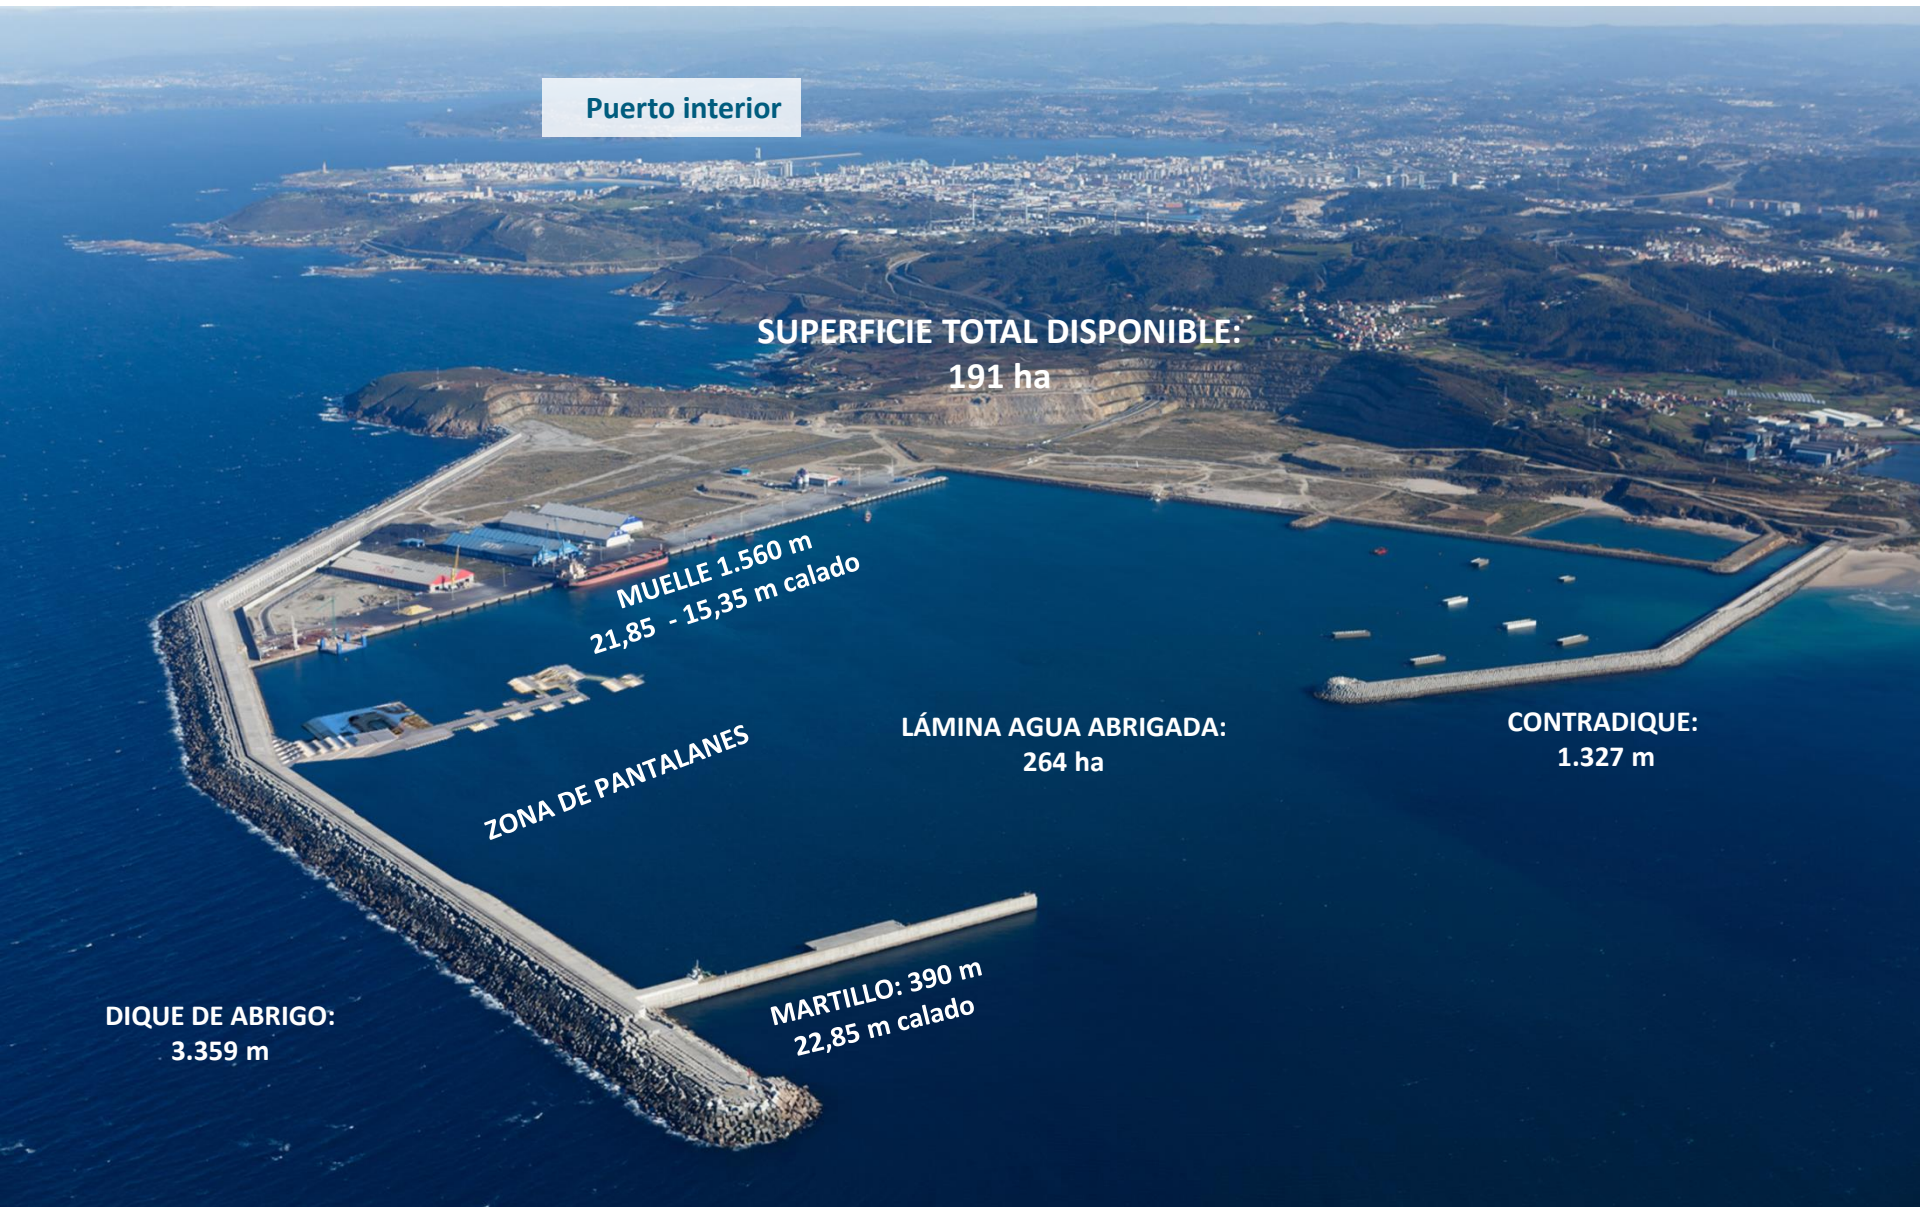 Puerto interior
SUPERFICIE TOTAL DISPONIBLE:
191 ha
MUELLE 1.560 m
21,85 - 15,35 m calado
ZONA DE PANTALANES
LÁMINA AGUA ABRIGADA:
264 ha
CONTRADIQUE:
1.327 m
MARTILLO: 390 m
22,85 m calado
DIQUE DE ABRIGO:
3.359 m